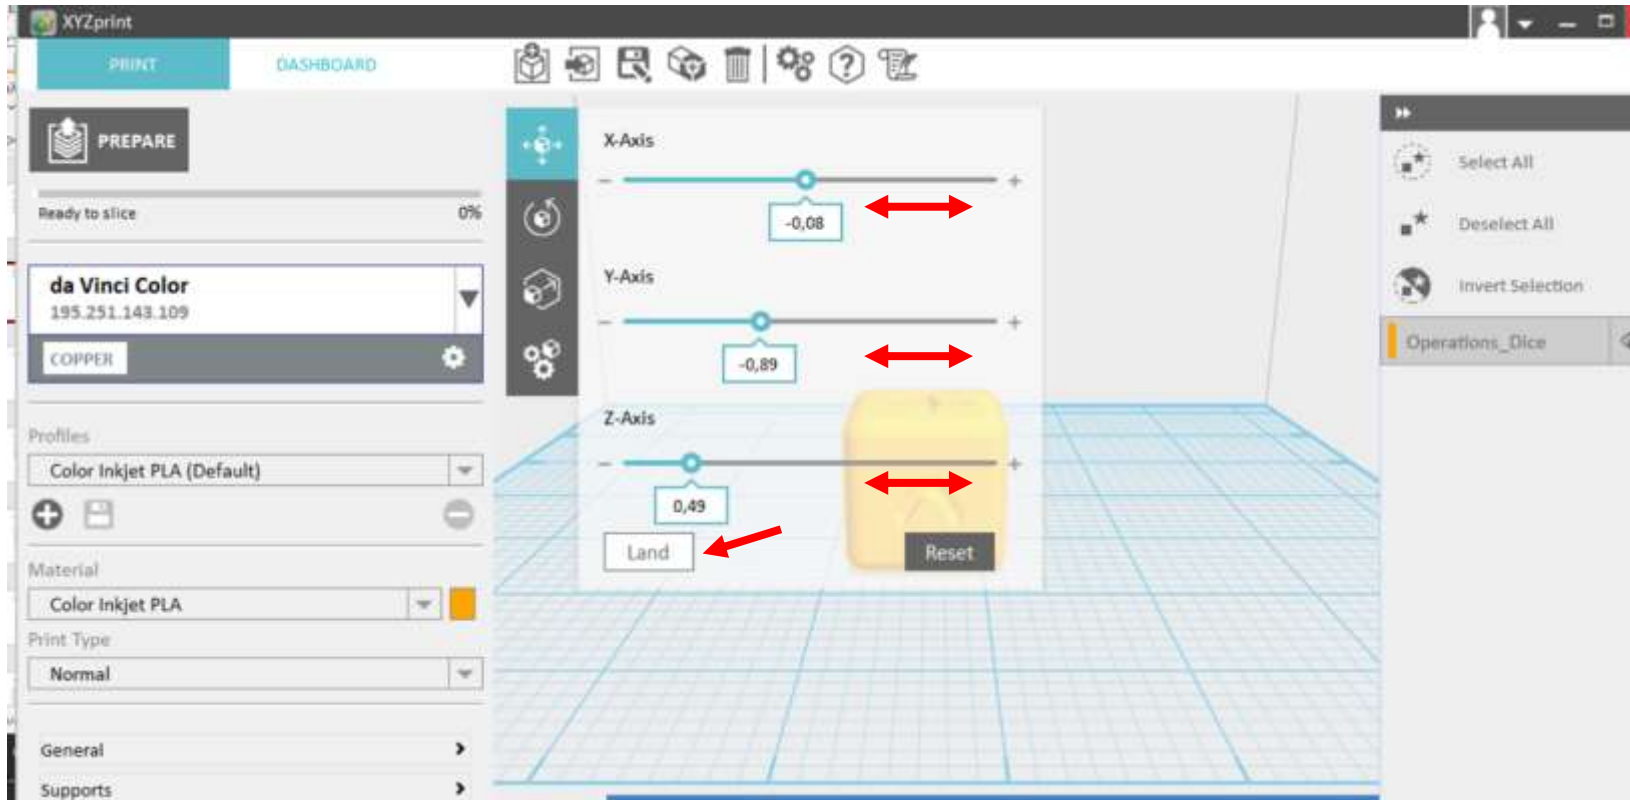 XYZprint
PRINT
DASHBOARD
PREPARE
Ready to slice
0%
da Vinci Color
195.251.143.109
COPPER
Profiles
Color Inkjet PLA (Default)
Material
Color Inkjet PLA
Print Type
Normal
General
Supports
X-Axis
-0,08
Y-Axis
-0,89
Z-Axis
0,49
Land
Reset
Select All
Deselect All
Invert Selection
Operations_Dice